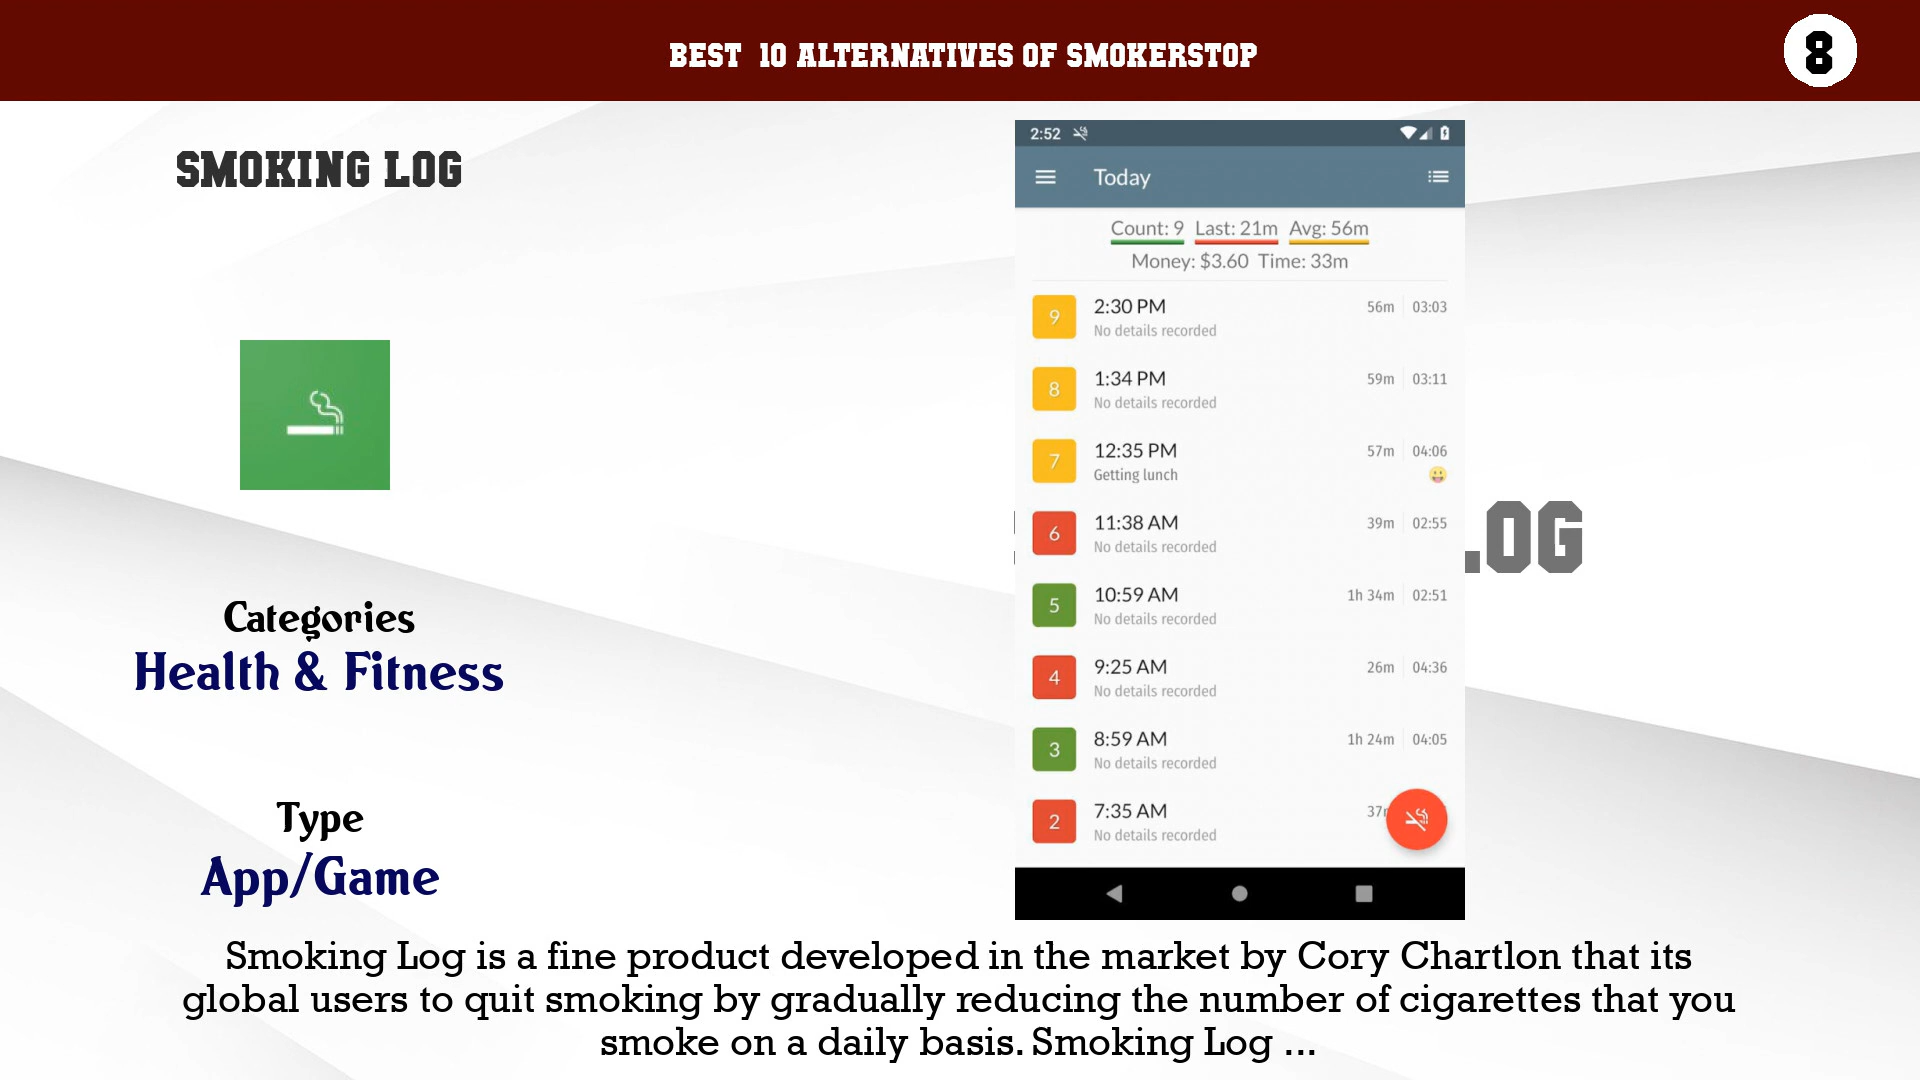 BEST 10 ALTERNATIVES OF SMOKERSTOP
8
SMOKING LOG
Categories
Health & Fitness
Type
App/Game
2:52
Today
Count: 9 Last: 21m Avg: 56m
Money: $3.60 Time: 33m
9 2:30 PM 56m 03:03
No details recorded
8 1:34 PM 59m 03:11
No details recorded
7 12:35 PM 57m 04:06
Getting lunch
6 11:38 AM 39m 02:55
No details recorded
5 10:59 AM 1h 34m 02:51
No details recorded
4 9:25 AM 26m 04:36
No details recorded
3 8:59 AM 1h 24m 04:05
No details recorded
2 7:35 AM
No details recorded
LOG
Smoking Log is a fine product developed in the market by Cory Chartlon that its
global users to quit smoking by gradually reducing the number of cigarettes that you
smoke on a daily basis. Smoking Log ...